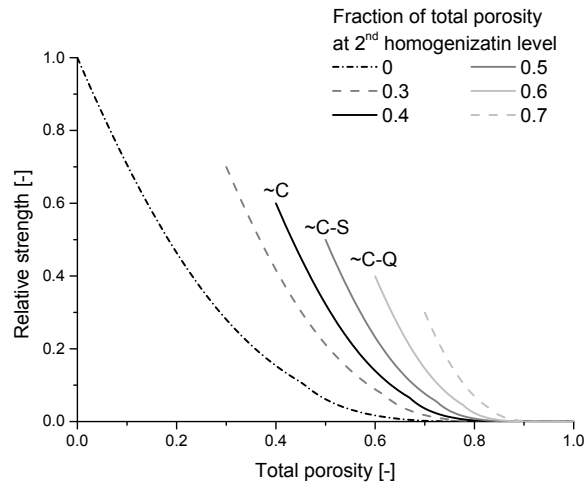 Fraction of total porosity
at 2nd homogenizatin level
0 0.5
0.3 0.6
0.4 0.7
1.0
0.8
0.6
0.4
0.2
0.0
Relative strength [-]
~C
~C-S
~C-Q
0.0 0.2 0.4 0.6 0.8 1.0
Total porosity [-]